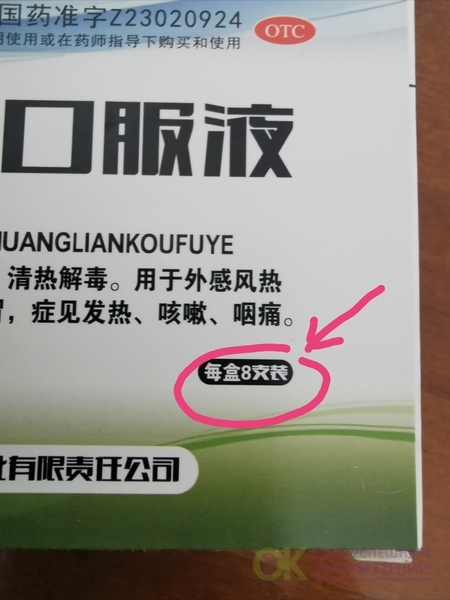 国药准字Z23020924
使用或在药师指导下购买和使用
OTC
口服液
HUANGLIANKOUFUYE
清热解毒。用于外感风热
，症见发热、咳嗽、咽痛。
每盒8支装
有限责任公司
OK